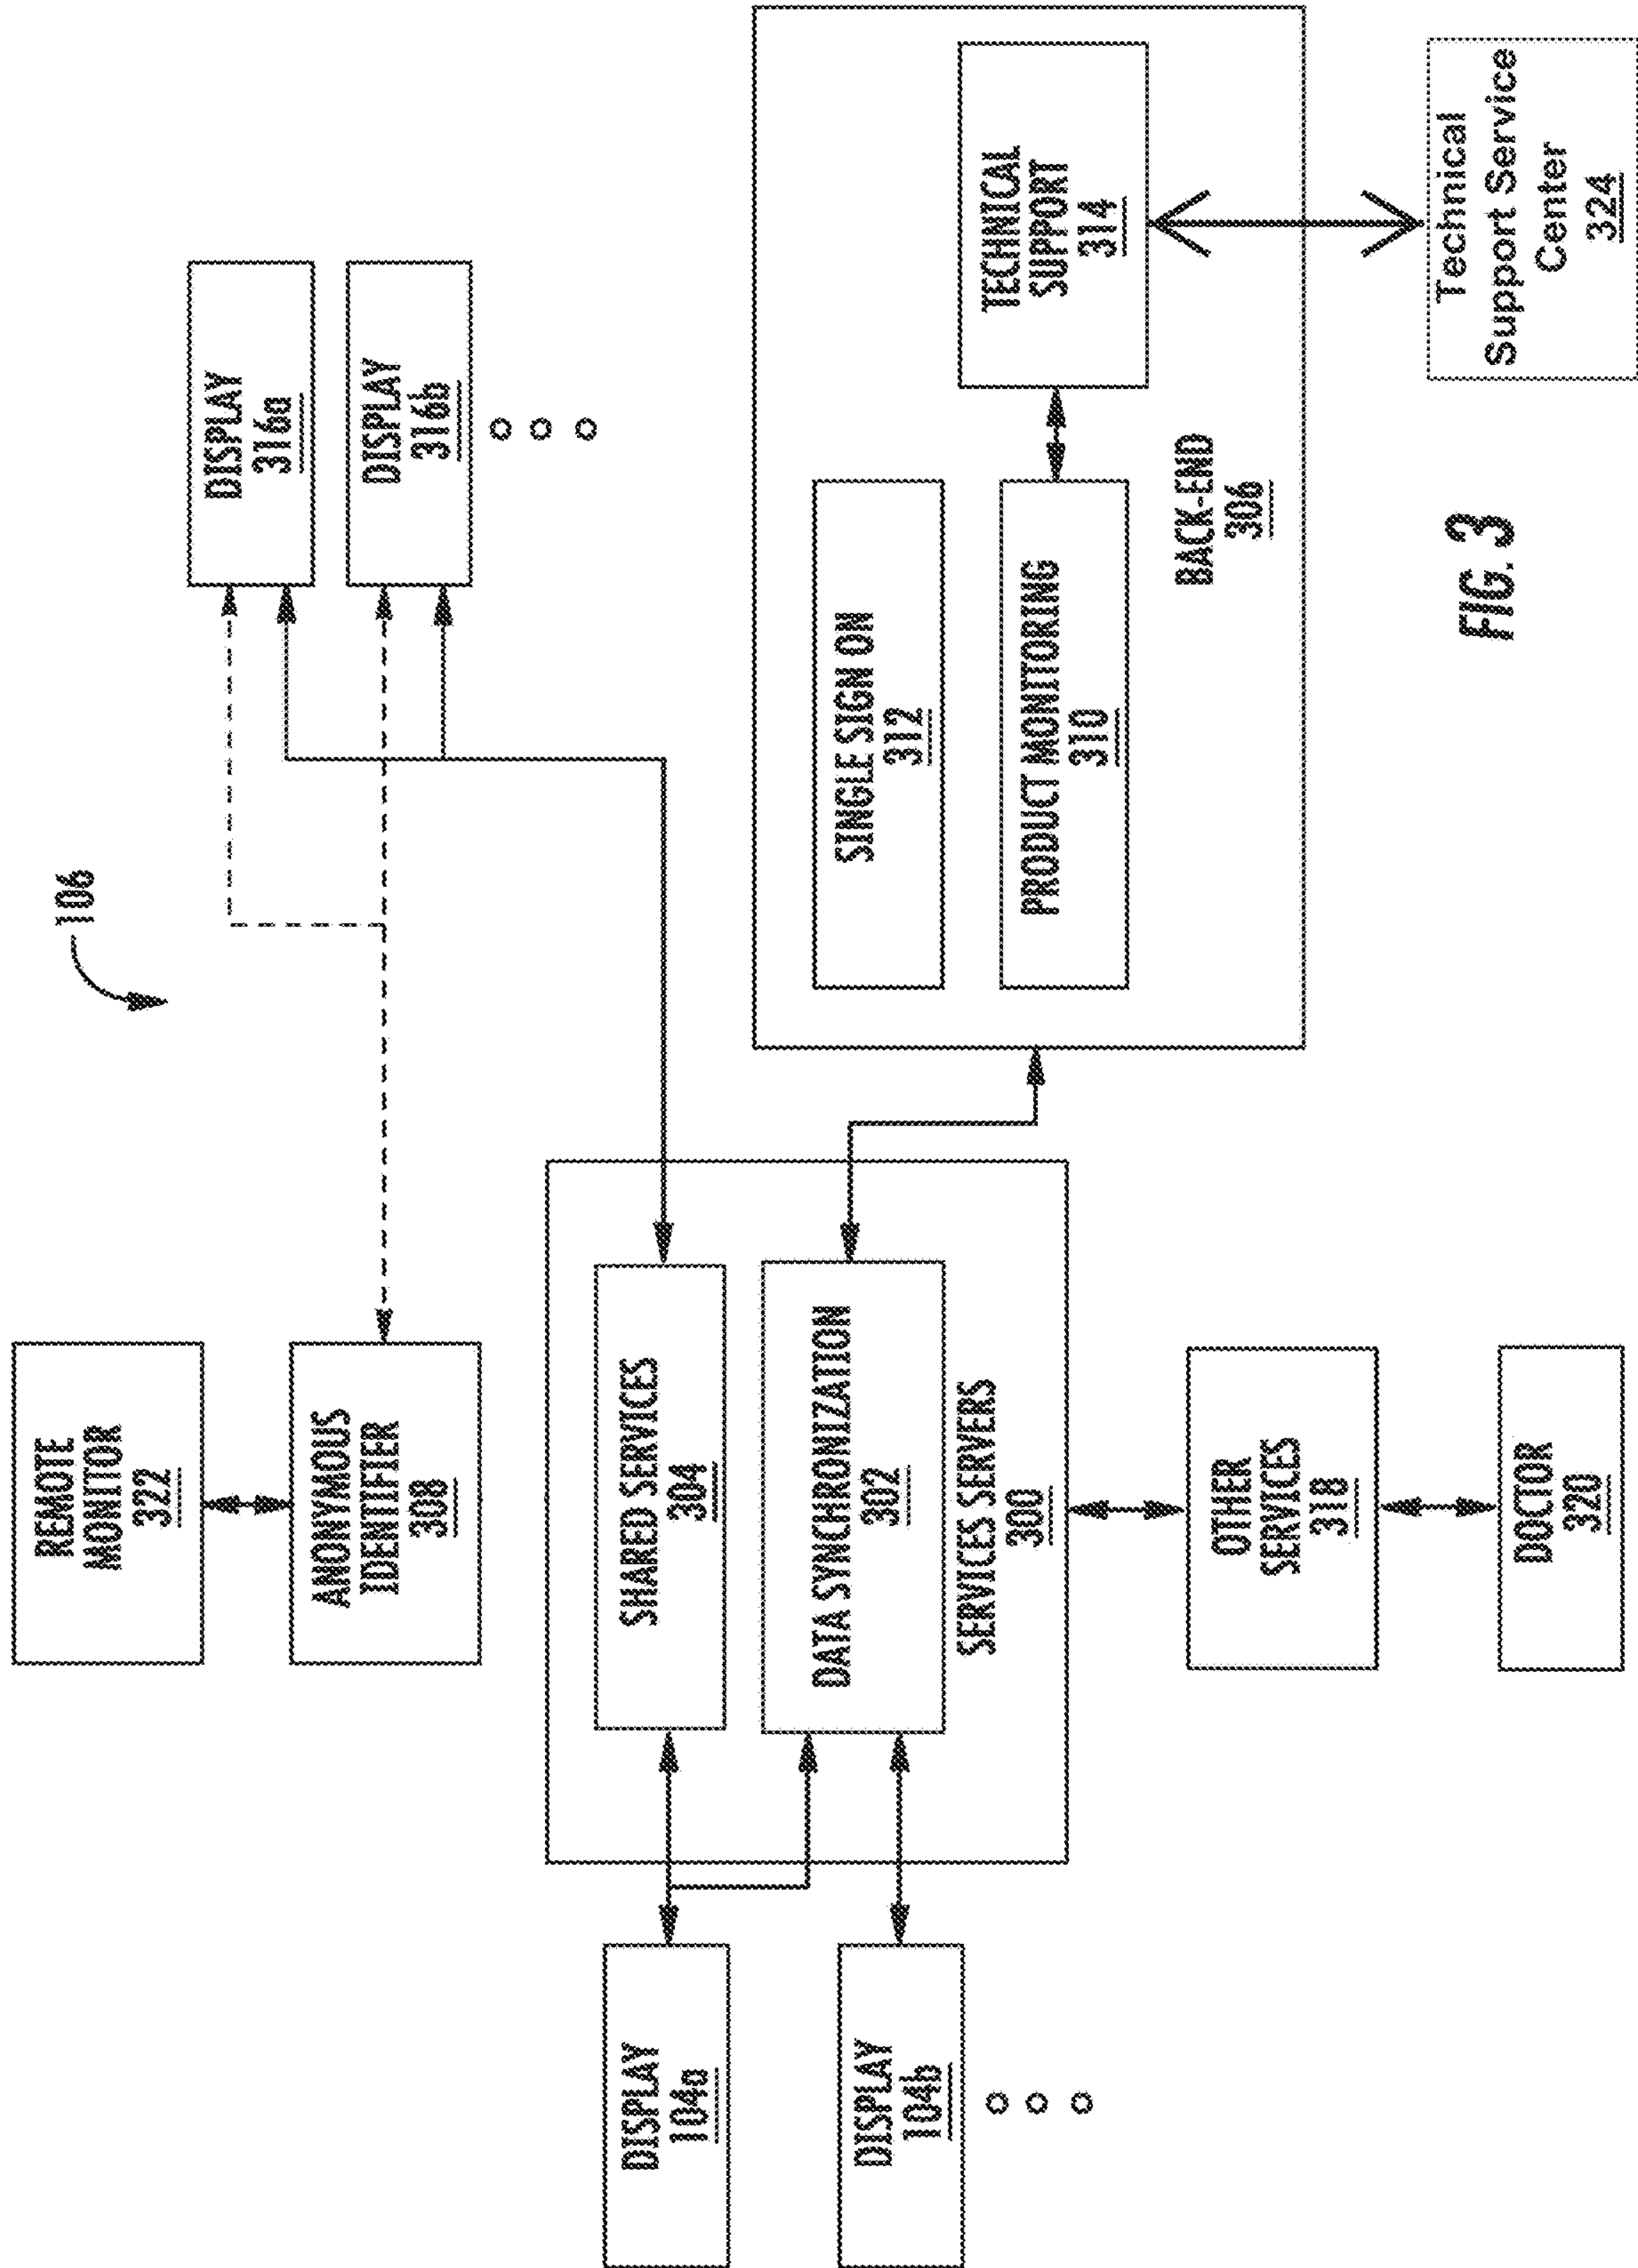 106
REMOTE
MONITOR
322
ANONYMOUS
IDENTIFIER
308
DISPLAY
316a
DISPLAY
316b
DISPLAY
104a
DISPLAY
104b
SHARED SERVICES
304
DATA SYNCHRONIZATION
302
SERVICES SERVERS
300
SINGLE SIGN ON
312
PRODUCT MONITORING
310
TECHNICAL
SUPPORT
314
BACK-END
306
OTHER
SERVICES
318
DOCTOR
320
Technical
Support Service
Center
324
FIG. 3